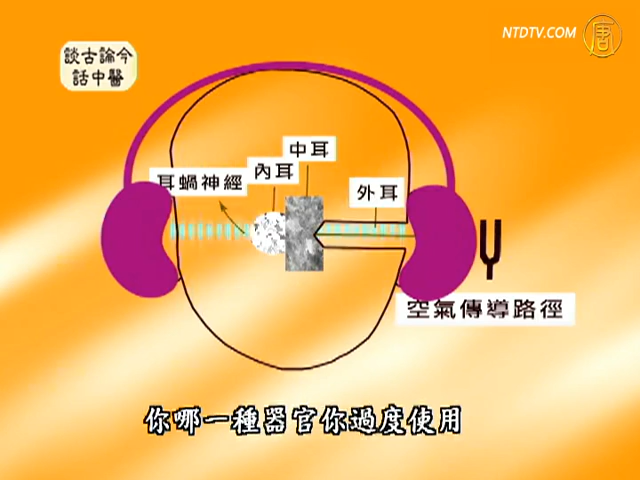 NTDTV.COM
唐
談古論今
話中醫
中耳
內耳
耳蝸神經
外耳
空氣傳導路徑
你哪一種器官你過度使用